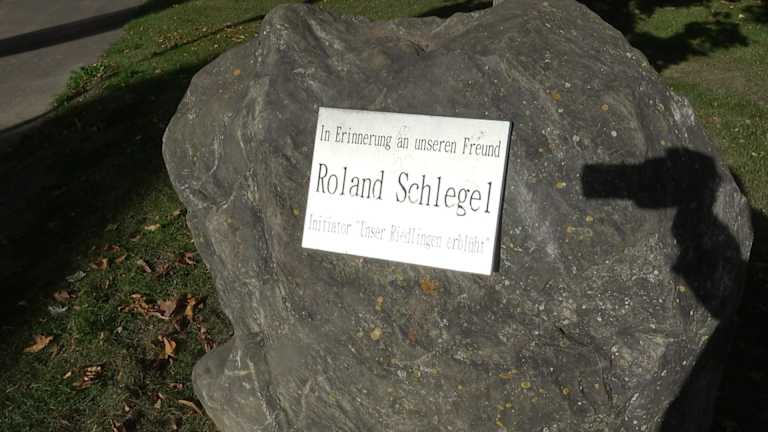 In Erinnerung an unseren Freund
Roland Schlegel
Initiator "Unser Riedlingen erblüht"